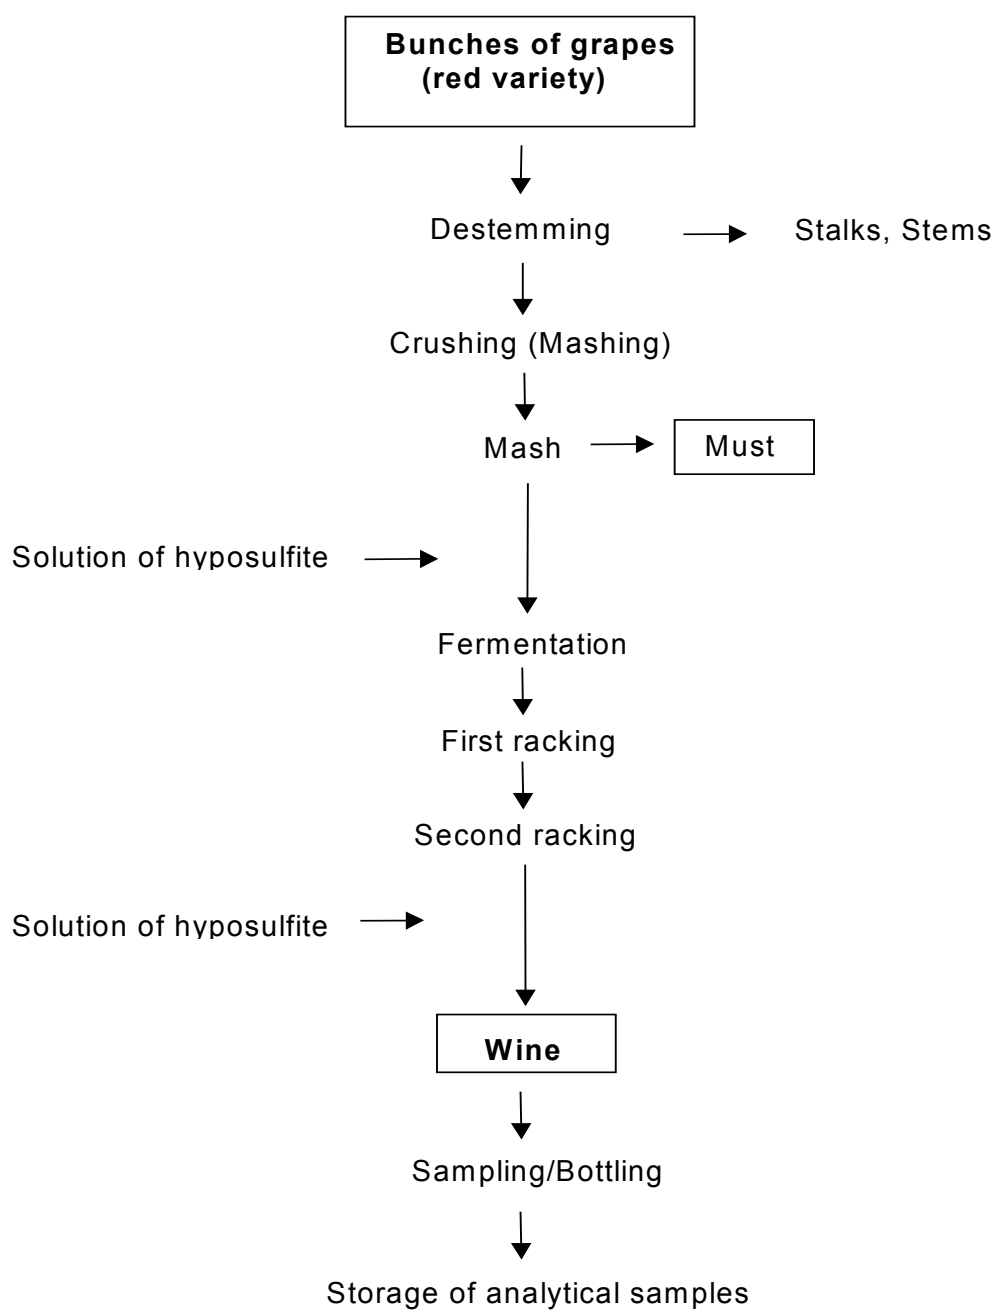 Bunches of grapes
(red variety)
Destemming
Stalks, Stems
Crushing (Mashing)
Mash
Must
Solution of hyposulfite
Fermentation
First racking
Second racking
Solution of hyposulfite
Wine
Sampling/Bottling
Storage of analytical samples